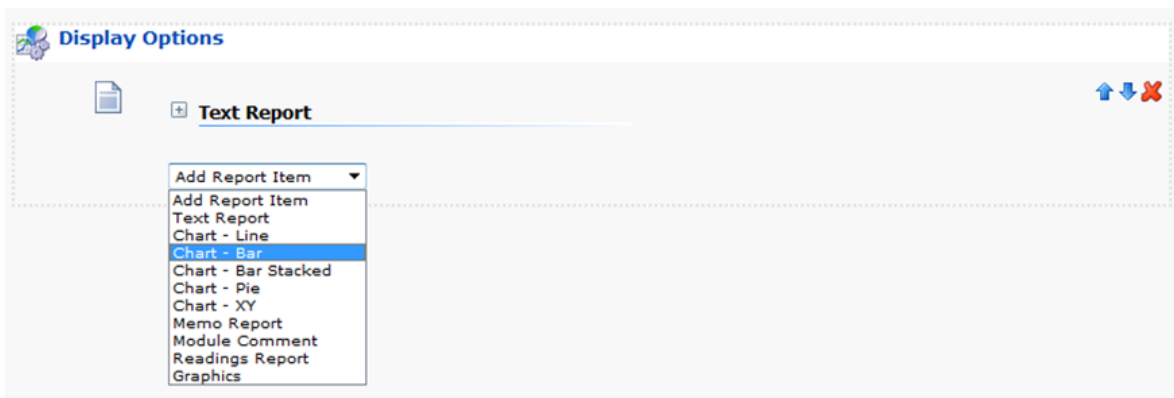 Display Options
Text Report
Add Report Item
Add Report Item
Text Report
Chart - Line
Chart - Bar
Chart - Bar Stacked
Chart - Pie
Chart - XY
Memo Report
Module Comment
Readings Report
Graphics